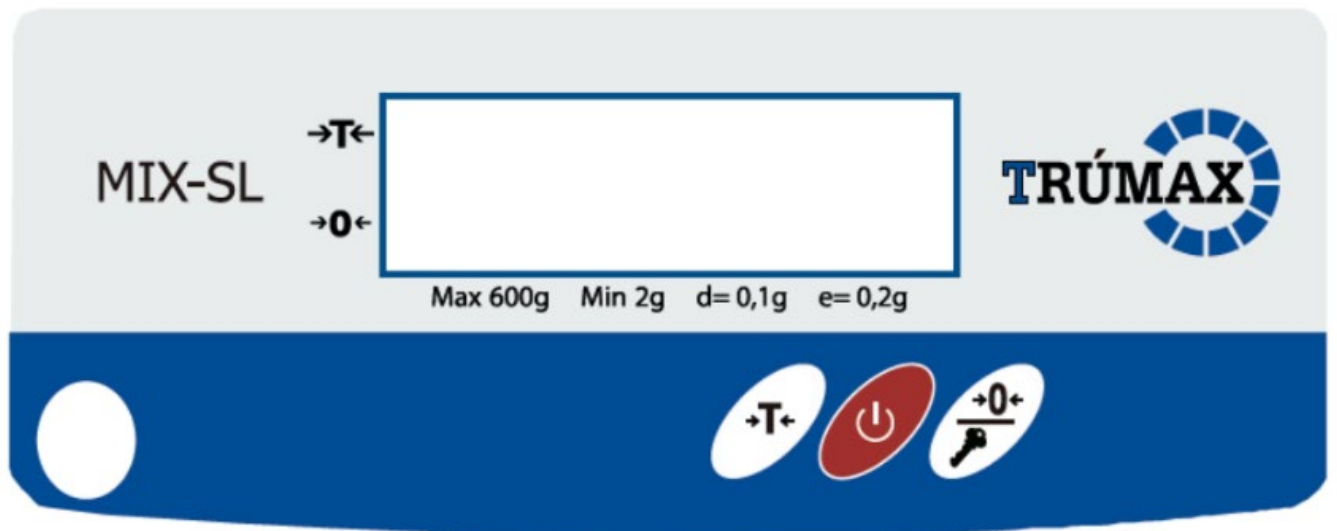 →T←
MIX-SL
→0←
TRÚMAX
Max 600g Min 2g d= 0,1g e= 0,2g
→T←
→0←